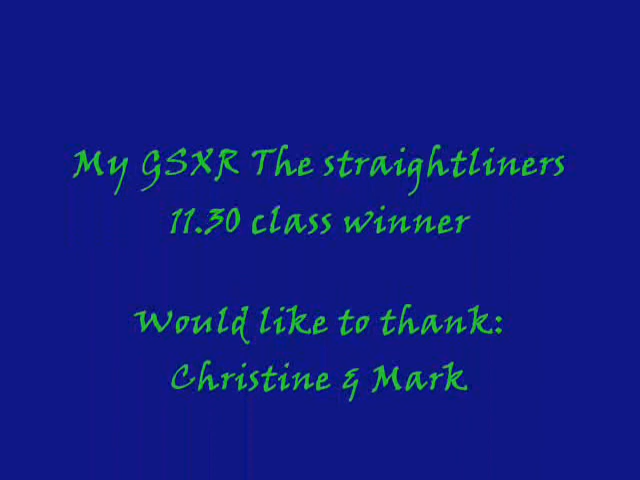 My GSXR The straightliners
11.30 class winner
Would like to thank:
Christine & Mark